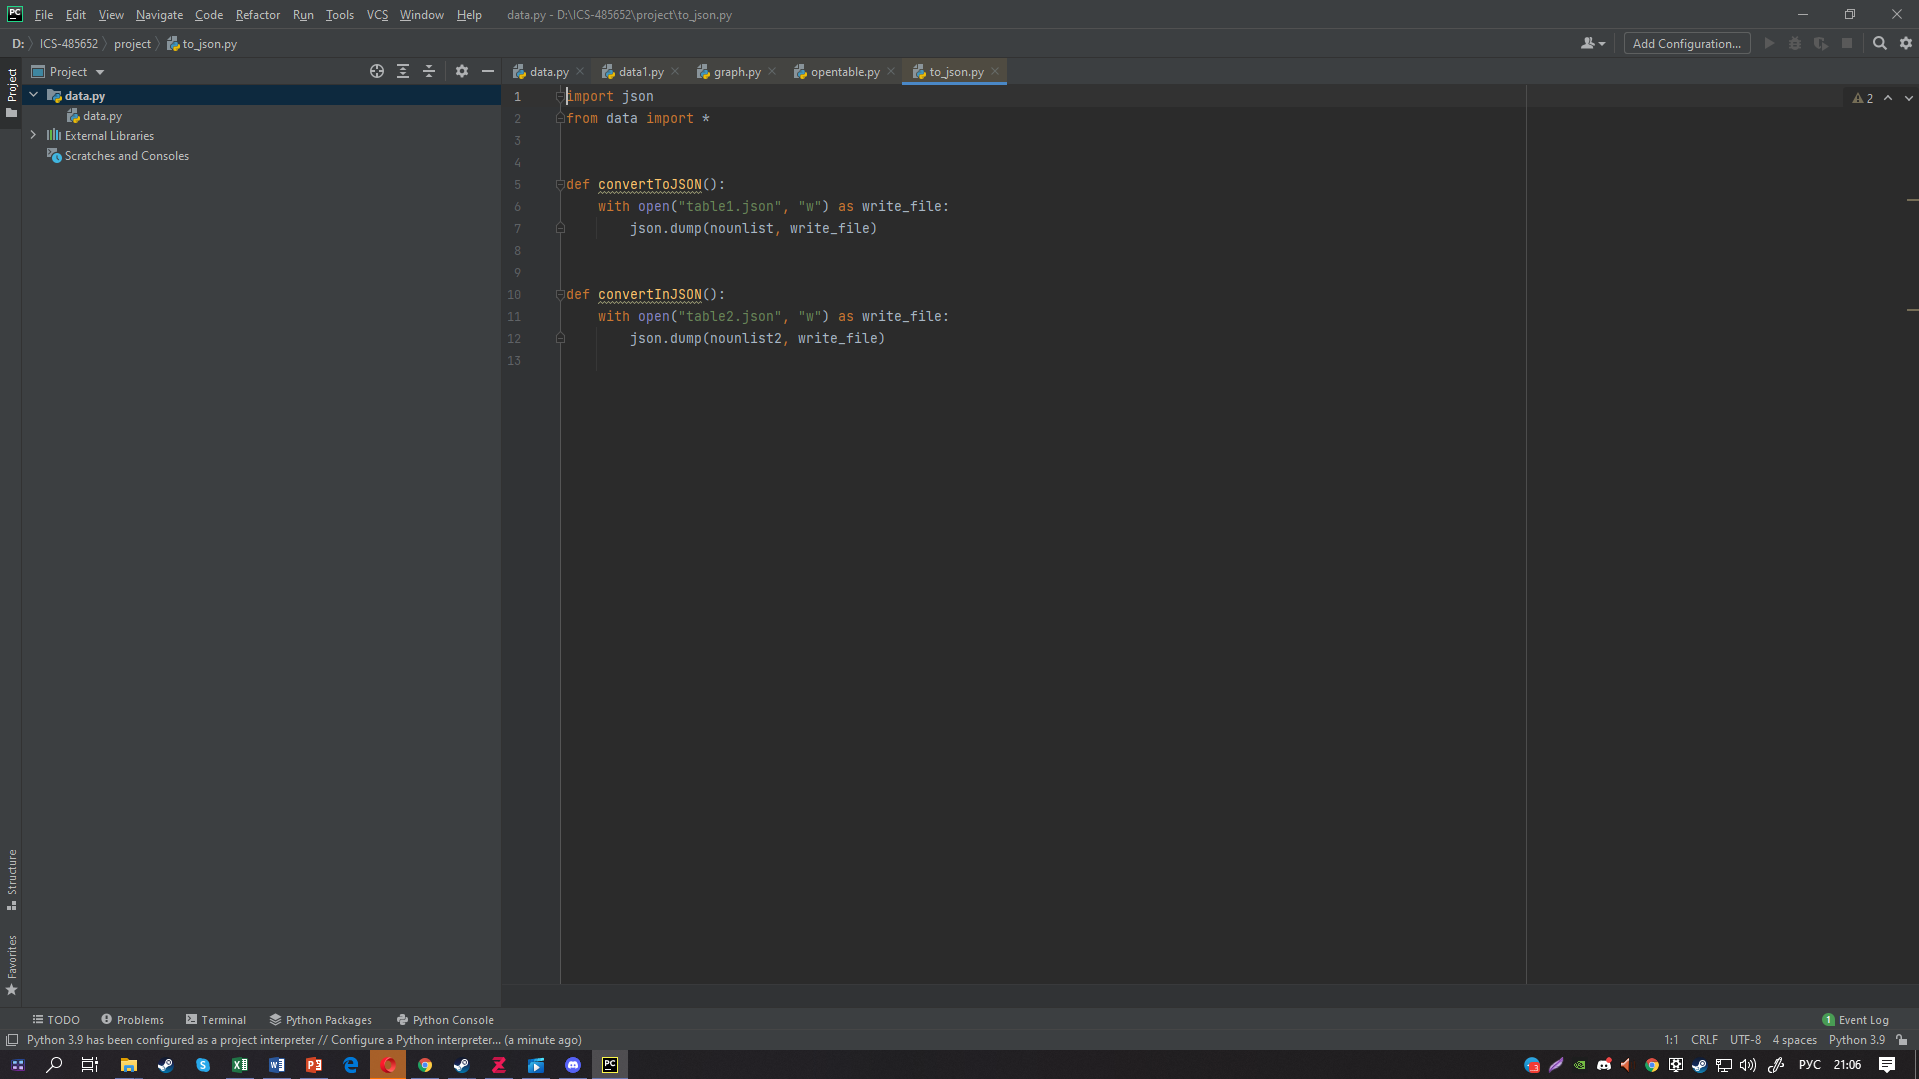 PC File Edit View Navigate Code Refactor Run Tools VCS Window Help data.py - D:\ICS-485652\project\to_json.py
D: ICS-485652 project to_json.py Add Configuration...
Project
Project
data.py data1.py graph.py opentable.py to_json.py
data.py
data.py
External Libraries
Scratches and Consoles
1 import json
2 from data import *
3
4
5 def convertToJSON():
6 with open("table1.json", "w") as write_file:
7 json.dump(nounlist, write_file)
8
9
10 def convertInJSON():
11 with open("table2.json", "w") as write_file:
12 json.dump(nounlist2, write_file)
13
2
Structure
Favorites
TODO Problems Terminal Python Packages Python Console 1 Event Log
Python 3.9 has been configured as a project interpreter // Configure a Python interpreter... (a minute ago) 1:1 CRLF UTF-8 4 spaces Python 3.9
PC РУС 21:06